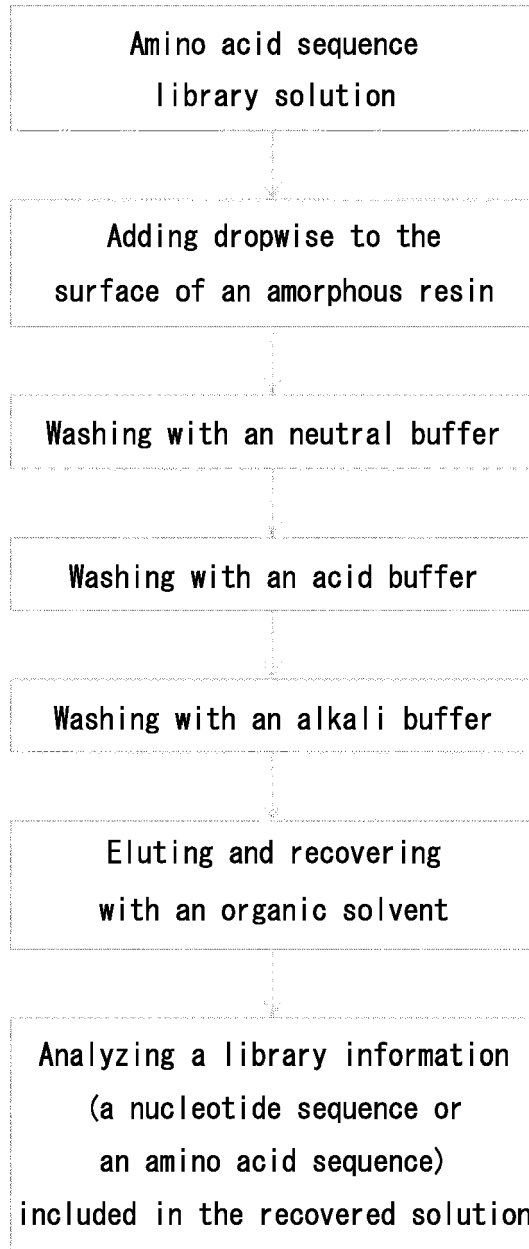 Amino acid sequence
library solution
Adding dropwise to the
surface of an amorphous resin
Washing with an neutral buffer
Washing with an acid buffer
Washing with an alkali buffer
Eluting and recovering
with an organic solvent
Analyzing a library information
(a nucleotide sequence or
an amino acid sequence)
included in the recovered solution